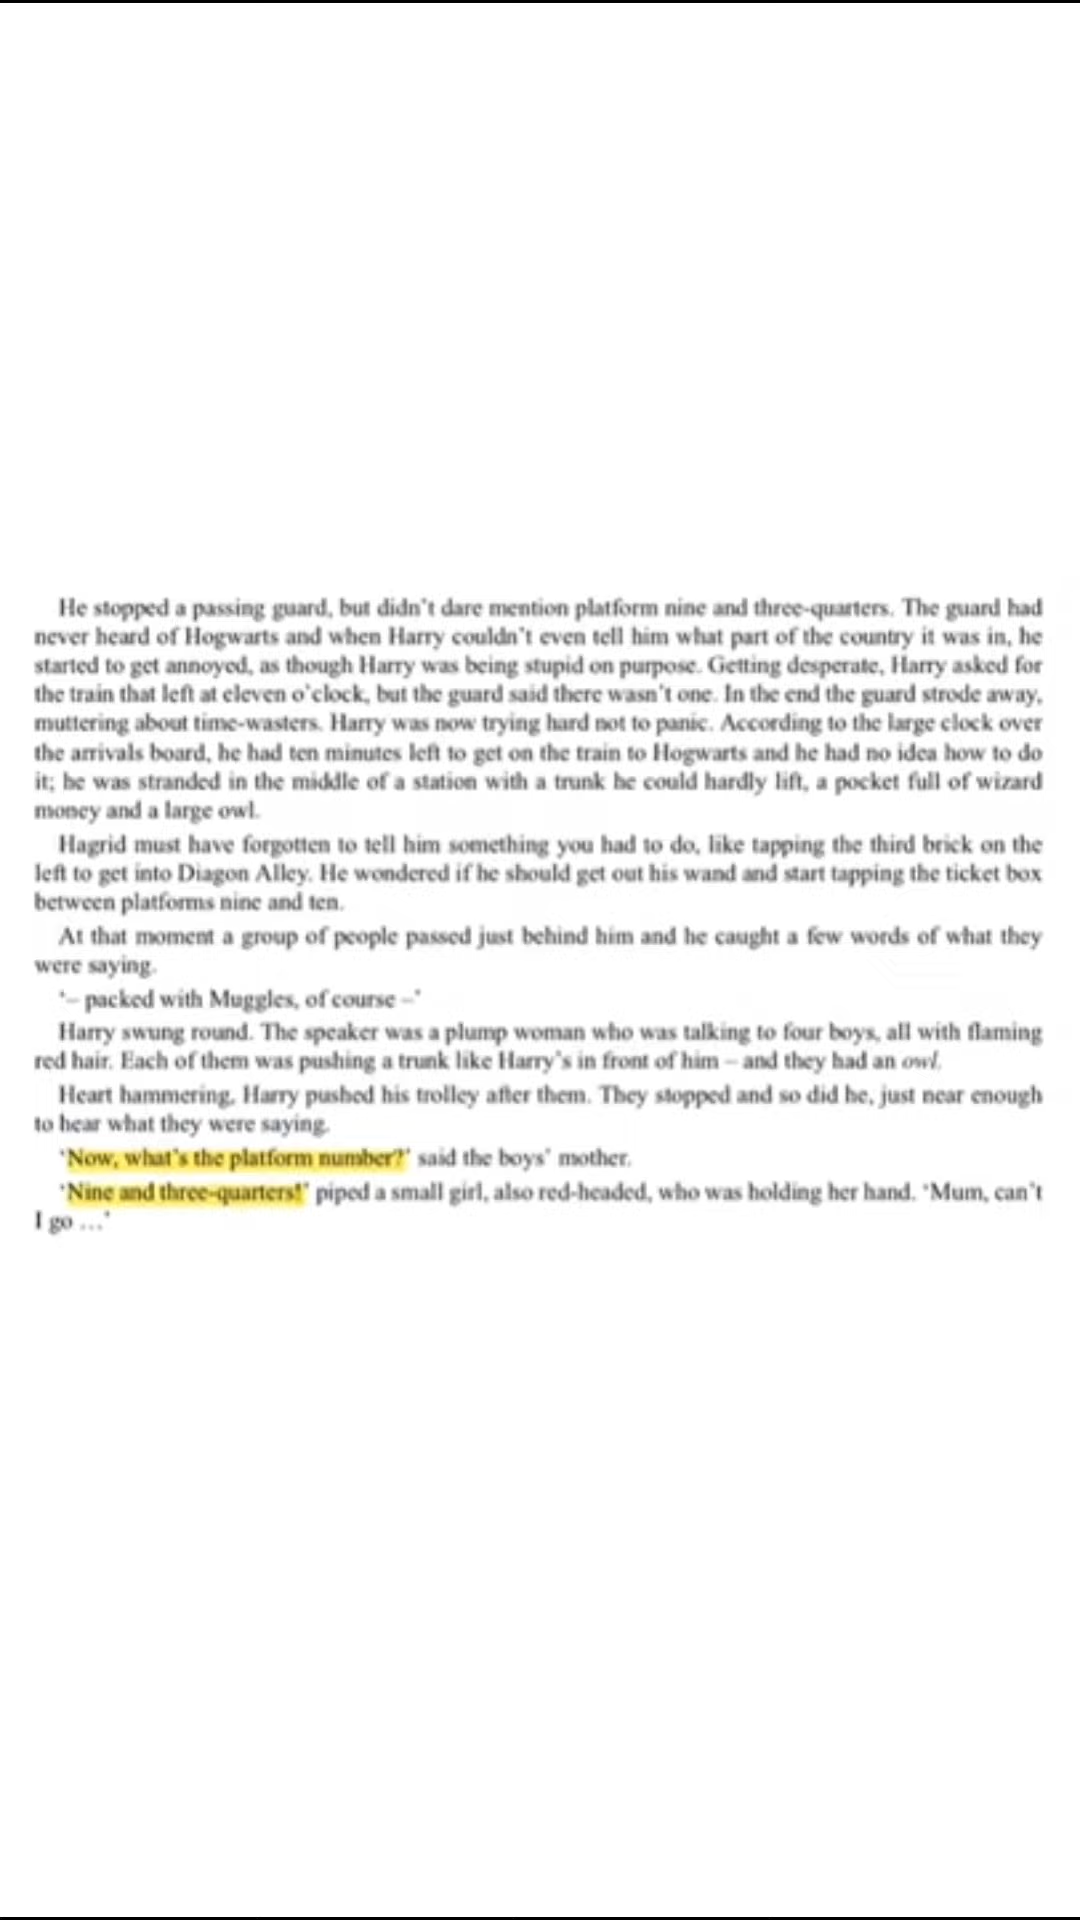 He stopped a passing guard, but didn't dare mention platform nine and three-quarters. The guard had
never heard of Hogwarts and when Harry couldn't even tell him what part of the country it was in, he
started to get annoyed, as though Harry was being stupid on purpose. Getting desperate, Harry asked for
the train that left at eleven o'clock, but the guard said there wasn't one. In the end the guard strode away,
muttering about time-wasters. Harry was now trying hard not to panic. According to the large clock over
the arrivals board, he had ten minutes left to get on the train to Hogwarts and he had no idea how to do
it; he was stranded in the middle of a station with a trunk he could hardly lift, a pocket full of wizard
money and a large owl.
Hagrid must have forgotten to tell him something you had to do, like tapping the third brick on the
left to get into Diagon Alley. He wondered if he should get out his wand and start tapping the ticket box
between platforms nine and ten.
At that moment a group of people passed just behind him and he caught a few words of what they
were saying.
‘– packed with Muggles, of course –’
Harry swung round. The speaker was a plump woman who was talking to four boys, all with flaming
red hair. Each of them was pushing a trunk like Harry's in front of him – and they had an owl.
Heart hammering, Harry pushed his trolley after them. They stopped and so did he, just near enough
to hear what they were saying.
‘Now, what's the platform number?’ said the boys' mother.
‘Nine and three-quarters!’ piped a small girl, also red-headed, who was holding her hand. ‘Mum, can't
I go ...’